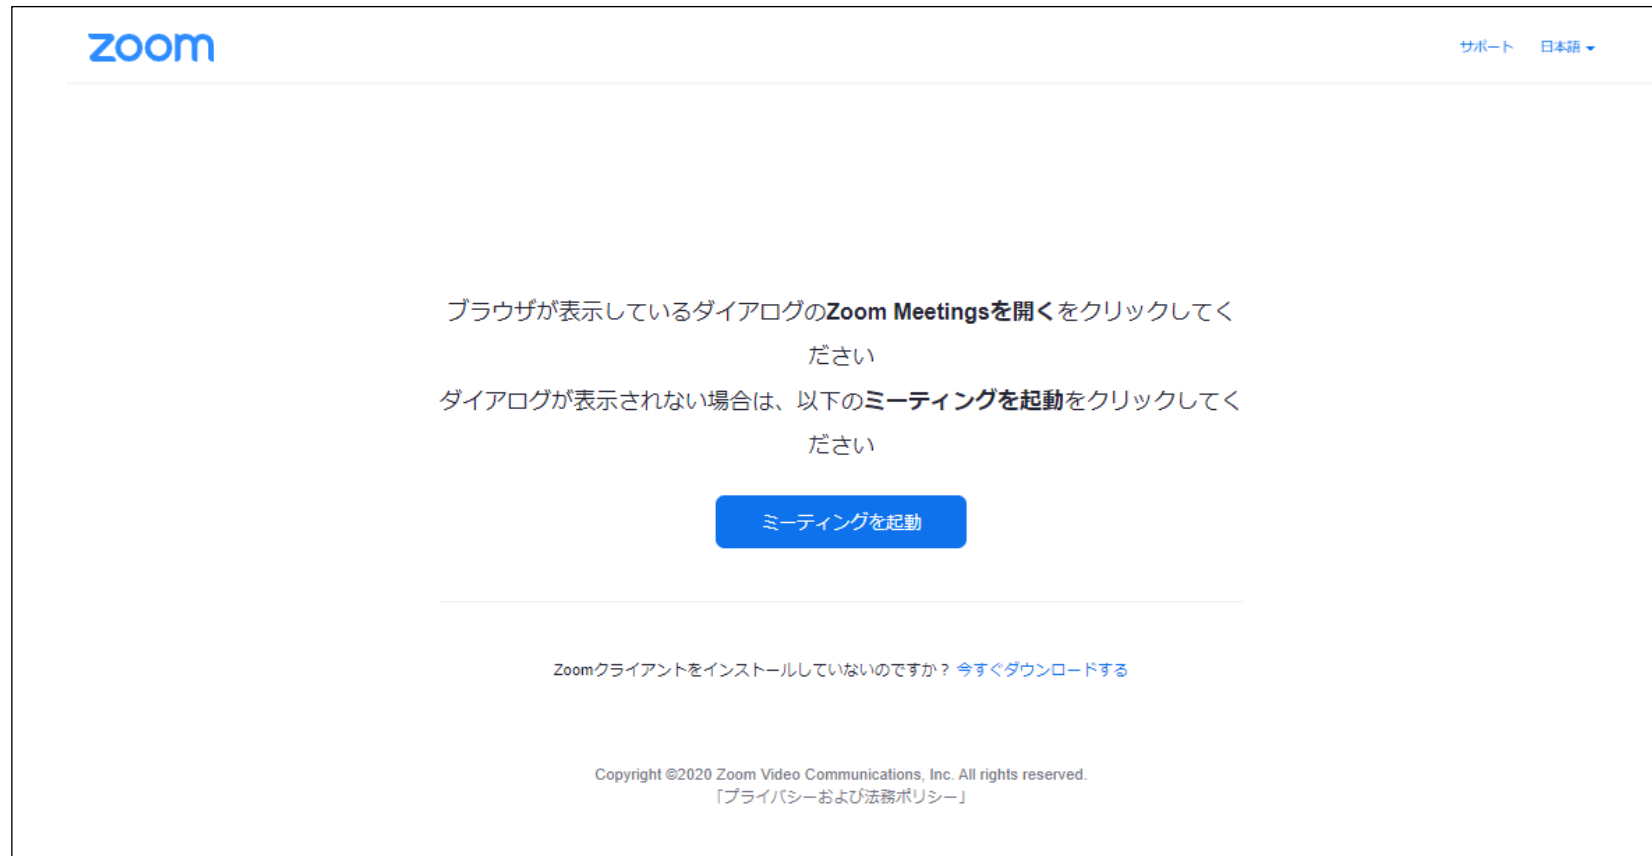 zoom
サポート 日本語
ブラウザが表示しているダイアログのZoom Meetingsを開くをクリックしてく
ださい
ダイアログが表示されない場合は、以下のミーティングを起動をクリックしてく
ださい
ミーティングを起動
Zoomクライアントをインストールしていないのですか？ 今すぐダウンロードする
Copyright ©2020 Zoom Video Communications, Inc. All rights reserved.
「プライバシーおよび法務ポリシー」